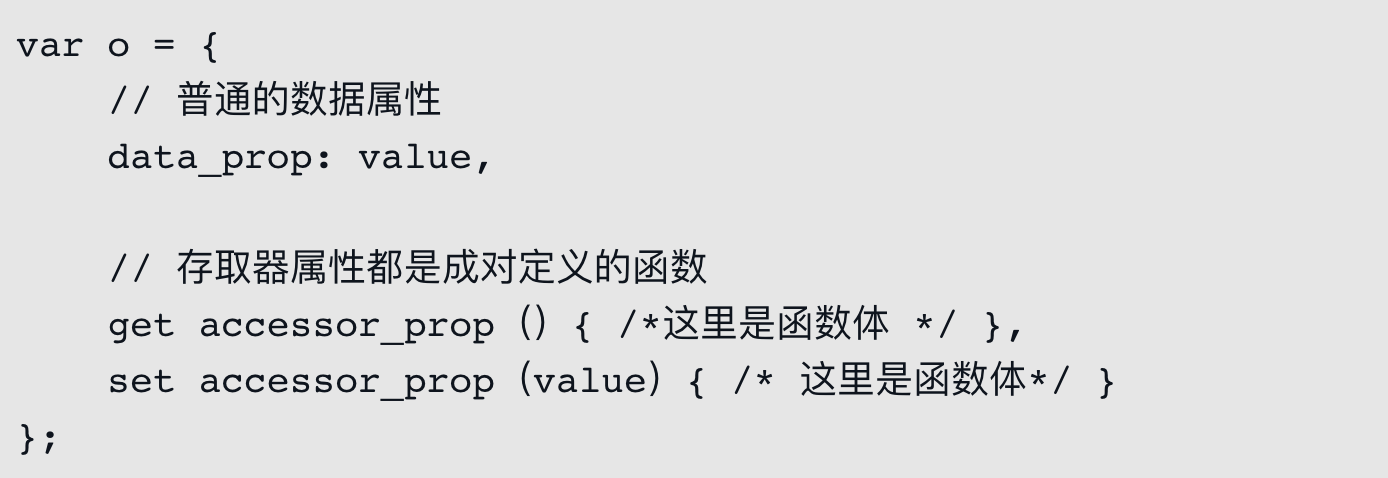 var o = {
    // 普通的数据属性
    data_prop: value,

    // 存取器属性都是成对定义的函数
    get accessor_prop () { /*这里是函数体 */ },
    set accessor_prop (value) { /* 这里是函数体*/ }
};